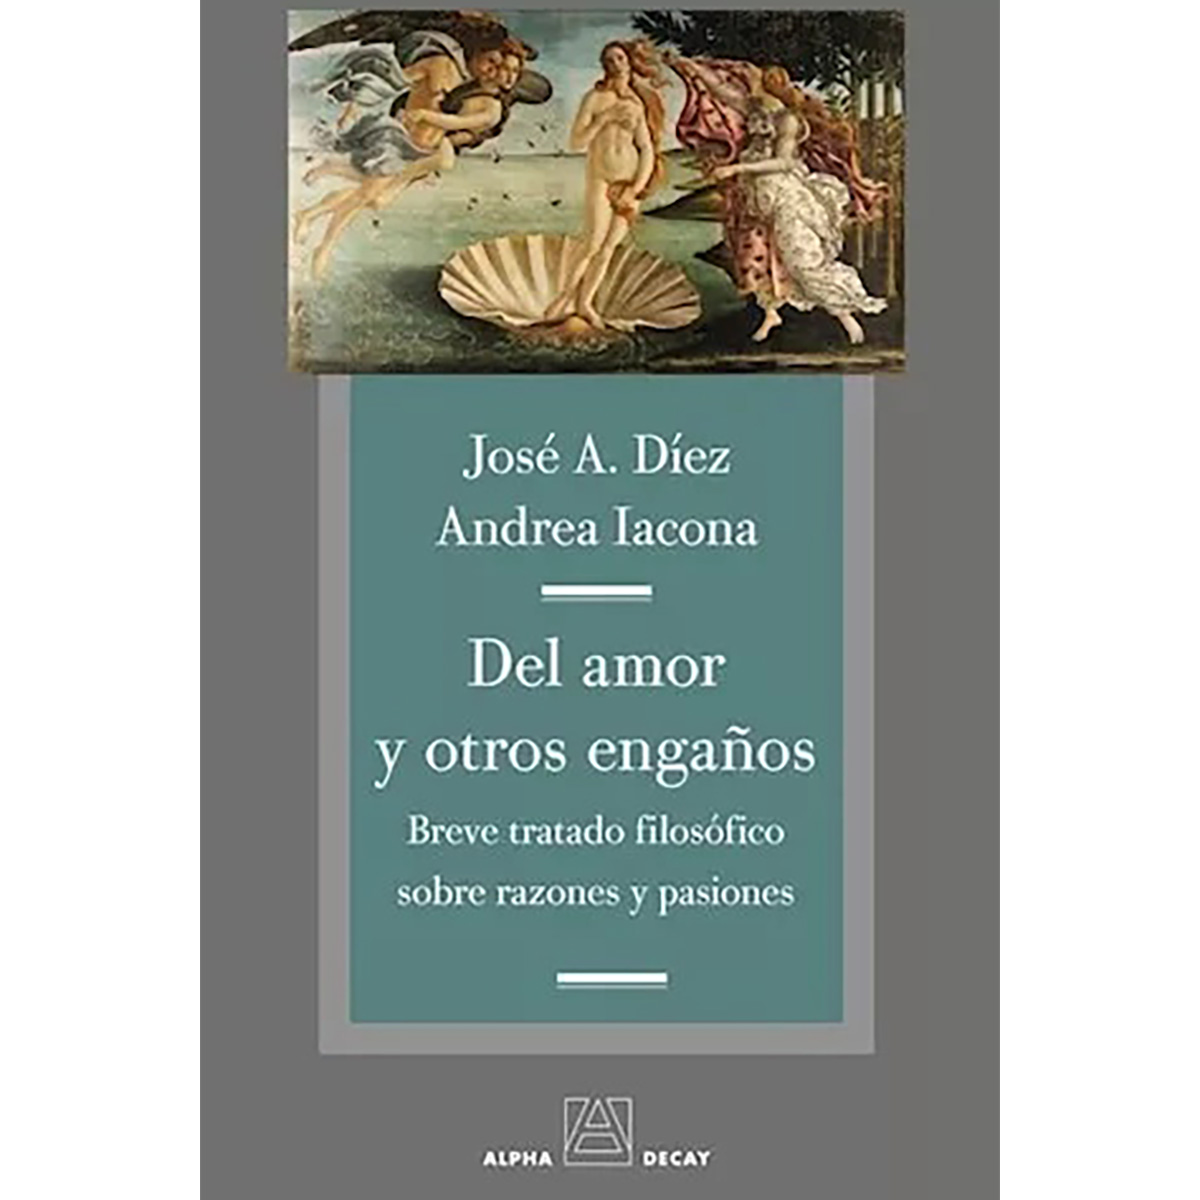 José A. Díez
Andrea Iacona
Del amor
y otros engaños
Breve tratado filosófico
sobre razones y pasiones
ALPHA DECAY